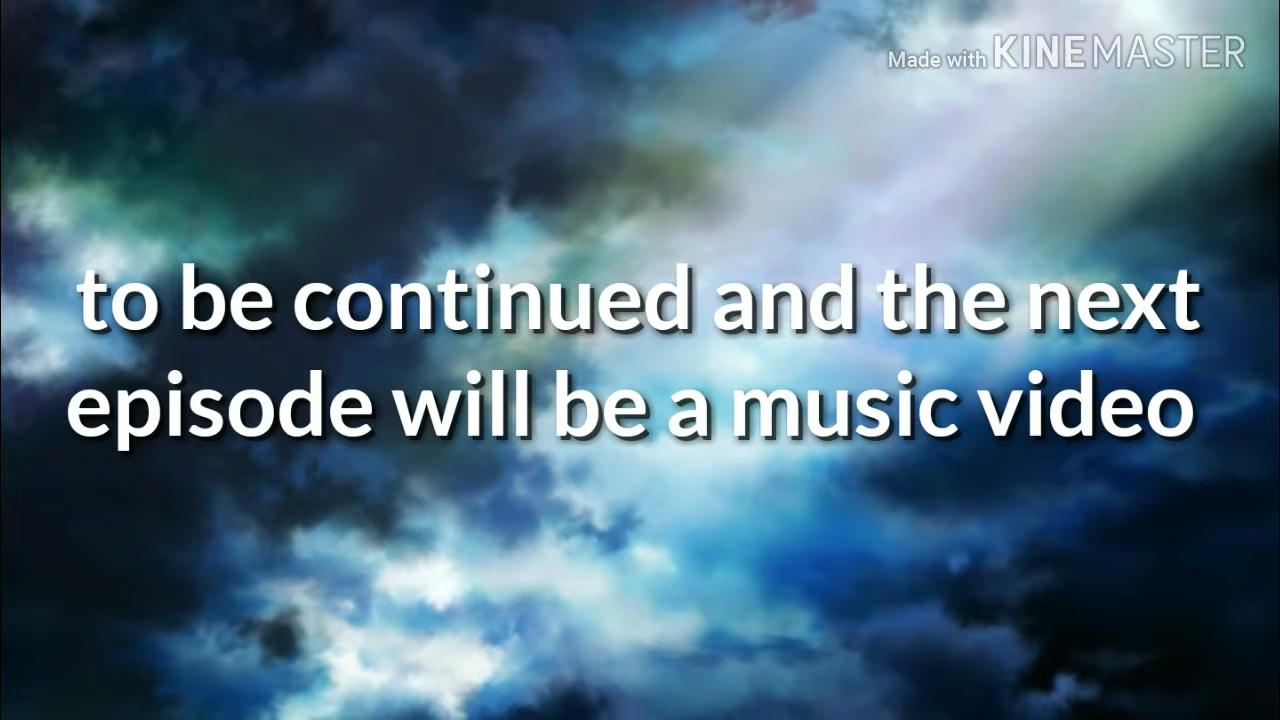 Made with KINEMASTER
to be continued and the next
episode will be a music video